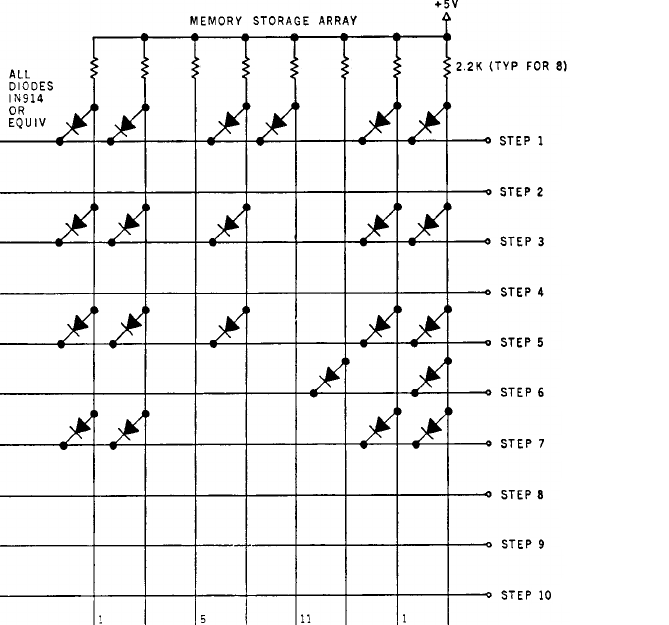 +5V
MEMORY STORAGE ARRAY
2.2K (TYP FOR 8)
ALL
DIODES
IN914
OR
EQUIV
STEP 1
STEP 2
STEP 3
STEP 4
STEP 5
STEP 6
STEP 7
STEP 8
STEP 9
STEP 10
1 5 11 1